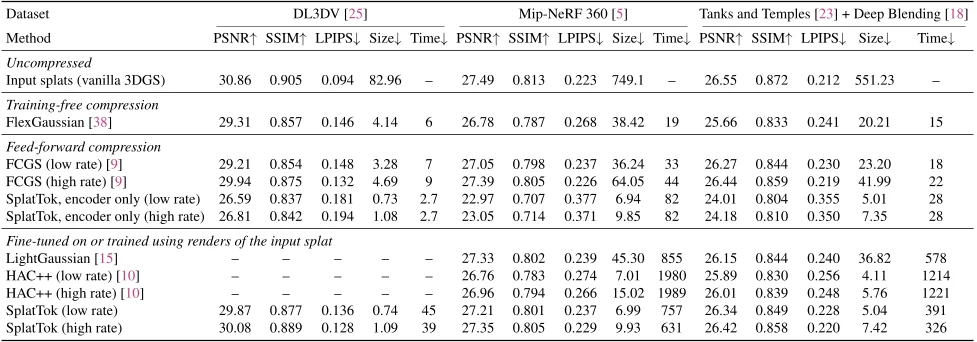 Dataset DL3DV [25] Mip-NeRF 360 [5] Tanks and Temples [23] + Deep Blending [18]
Method PSNR↑ SSIM↑ LPIPS↓ Size↓ Time↓ PSNR↑ SSIM↑ LPIPS↓ Size↓ Time↓ PSNR↑ SSIM↑ LPIPS↓ Size↓ Time↓
Uncompressed
Input splats (vanilla 3DGS) 30.86 0.905 0.094 82.96 – 27.49 0.813 0.223 749.1 – 26.55 0.872 0.212 551.23 –
Training-free compression
FlexGaussian [38] 29.31 0.857 0.146 4.14 6 26.78 0.787 0.268 38.42 19 25.66 0.833 0.241 20.21 15
Feed-forward compression
FCGS (low rate) [9] 29.21 0.854 0.148 3.28 7 27.05 0.798 0.237 36.24 33 26.27 0.844 0.230 23.20 18
FCGS (high rate) [9] 29.94 0.875 0.132 4.69 9 27.39 0.805 0.226 64.05 44 26.44 0.859 0.219 41.99 22
SplatTok, encoder only (low rate) 26.59 0.837 0.181 0.73 2.7 22.97 0.707 0.377 6.94 82 24.01 0.804 0.355 5.01 28
SplatTok, encoder only (high rate) 26.81 0.842 0.194 1.08 2.7 23.05 0.714 0.371 9.85 82 24.18 0.810 0.350 7.35 28
Fine-tuned on or trained using renders of the input splat
LightGaussian [15] – – – – – 27.33 0.802 0.239 45.30 855 26.15 0.844 0.240 36.82 578
HAC++ (low rate) [10] – – – – – 26.76 0.783 0.274 7.01 1980 25.89 0.830 0.256 4.11 1214
HAC++ (high rate) [10] – – – – – 26.96 0.794 0.266 15.02 1989 26.01 0.839 0.248 5.76 1221
SplatTok (low rate) 29.87 0.877 0.136 0.74 45 27.21 0.801 0.237 6.99 757 26.34 0.849 0.228 5.04 391
SplatTok (high rate) 30.08 0.889 0.128 1.09 39 27.35 0.805 0.229 9.93 631 26.42 0.858 0.220 7.42 326